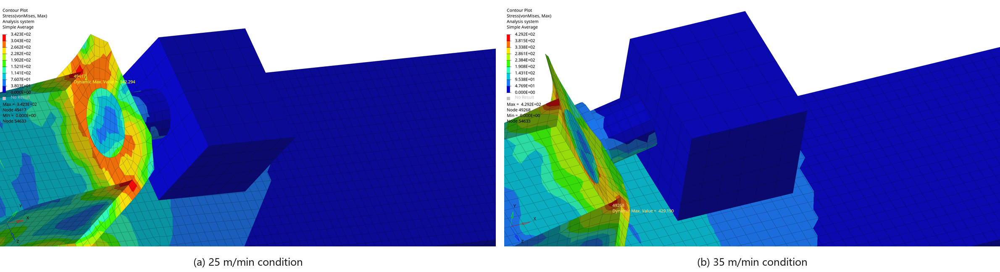 Contour Plot
Stress(vonMises, Max)
Analysis system
Simple Average
3.423E+02
3.043E+02
2.662E+02
2.282E+02
1.902E+02
1.521E+02
1.141E+02
7.607E+01
3.803E+01
0.000E+00
No Result
Max = 3.423E+02
Node 49417
Min = 0.000E+00
Node 54633
49417
Dynamic Max. Value = 342.294
Y
X
Z
(a) 25 m/min condition
Contour Plot
Stress(vonMises, Max)
Analysis system
Simple Average
4.292E+02
3.815E+02
3.338E+02
2.861E+02
2.384E+02
1.908E+02
1.431E+02
9.538E+01
4.769E+01
0.000E+00
No Result
Max = 4.292E+02
Node 49268
Min = 0.000E+00
Node 54633
49268
Dynamic Max. Value = 429.190
Y
X
Z
(b) 35 m/min condition